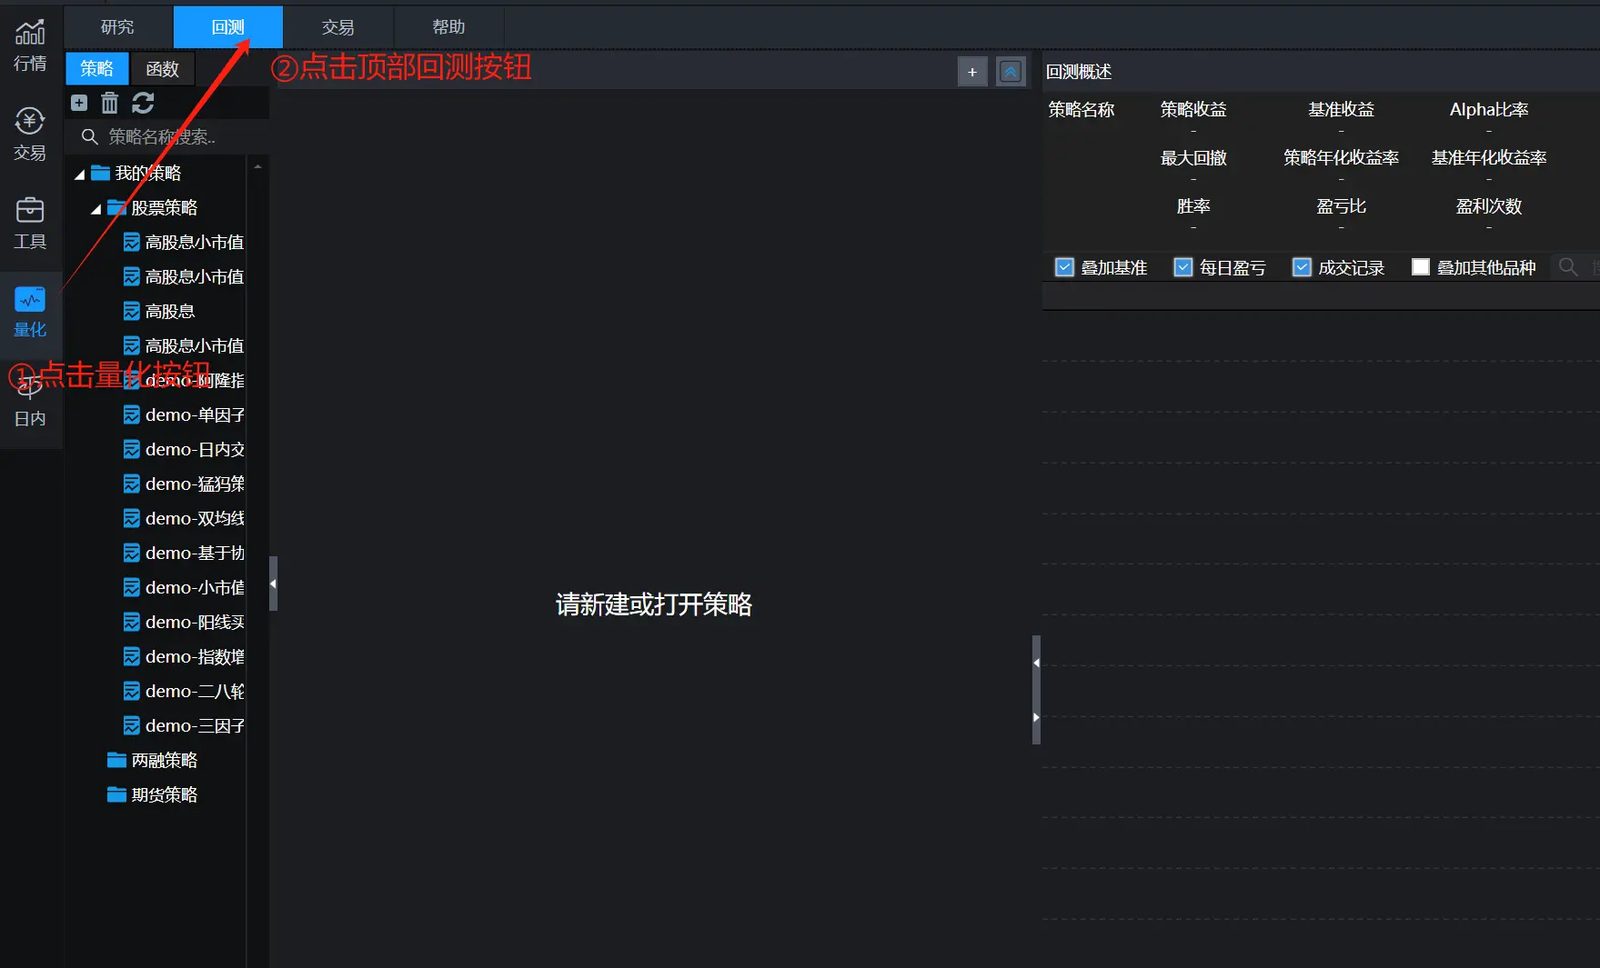 研究 回测 交易 帮助
行情
交易
工具
量化
日内
①点击量化按钮
②点击顶部回测按钮
策略 函数
策略名称搜索..
我的策略
股票策略
高股息小市值
高股息小市值
高股息
高股息小市值
demo-阿隆指
demo-单因子
demo-日内交
demo-猛犸策
demo-双均线
demo-基于协
demo-小市值
demo-阳线买
demo-指数增
demo-二八轮
demo-三因子
两融策略
期货策略
+
请新建或打开策略
回测概述
策略名称 策略收益 基准收益 Alpha比率
- - -
最大回撤 策略年化收益率 基准年化收益率
- - -
胜率 盈亏比 盈利次数
- - -
叠加基准 每日盈亏 成交记录 叠加其他品种